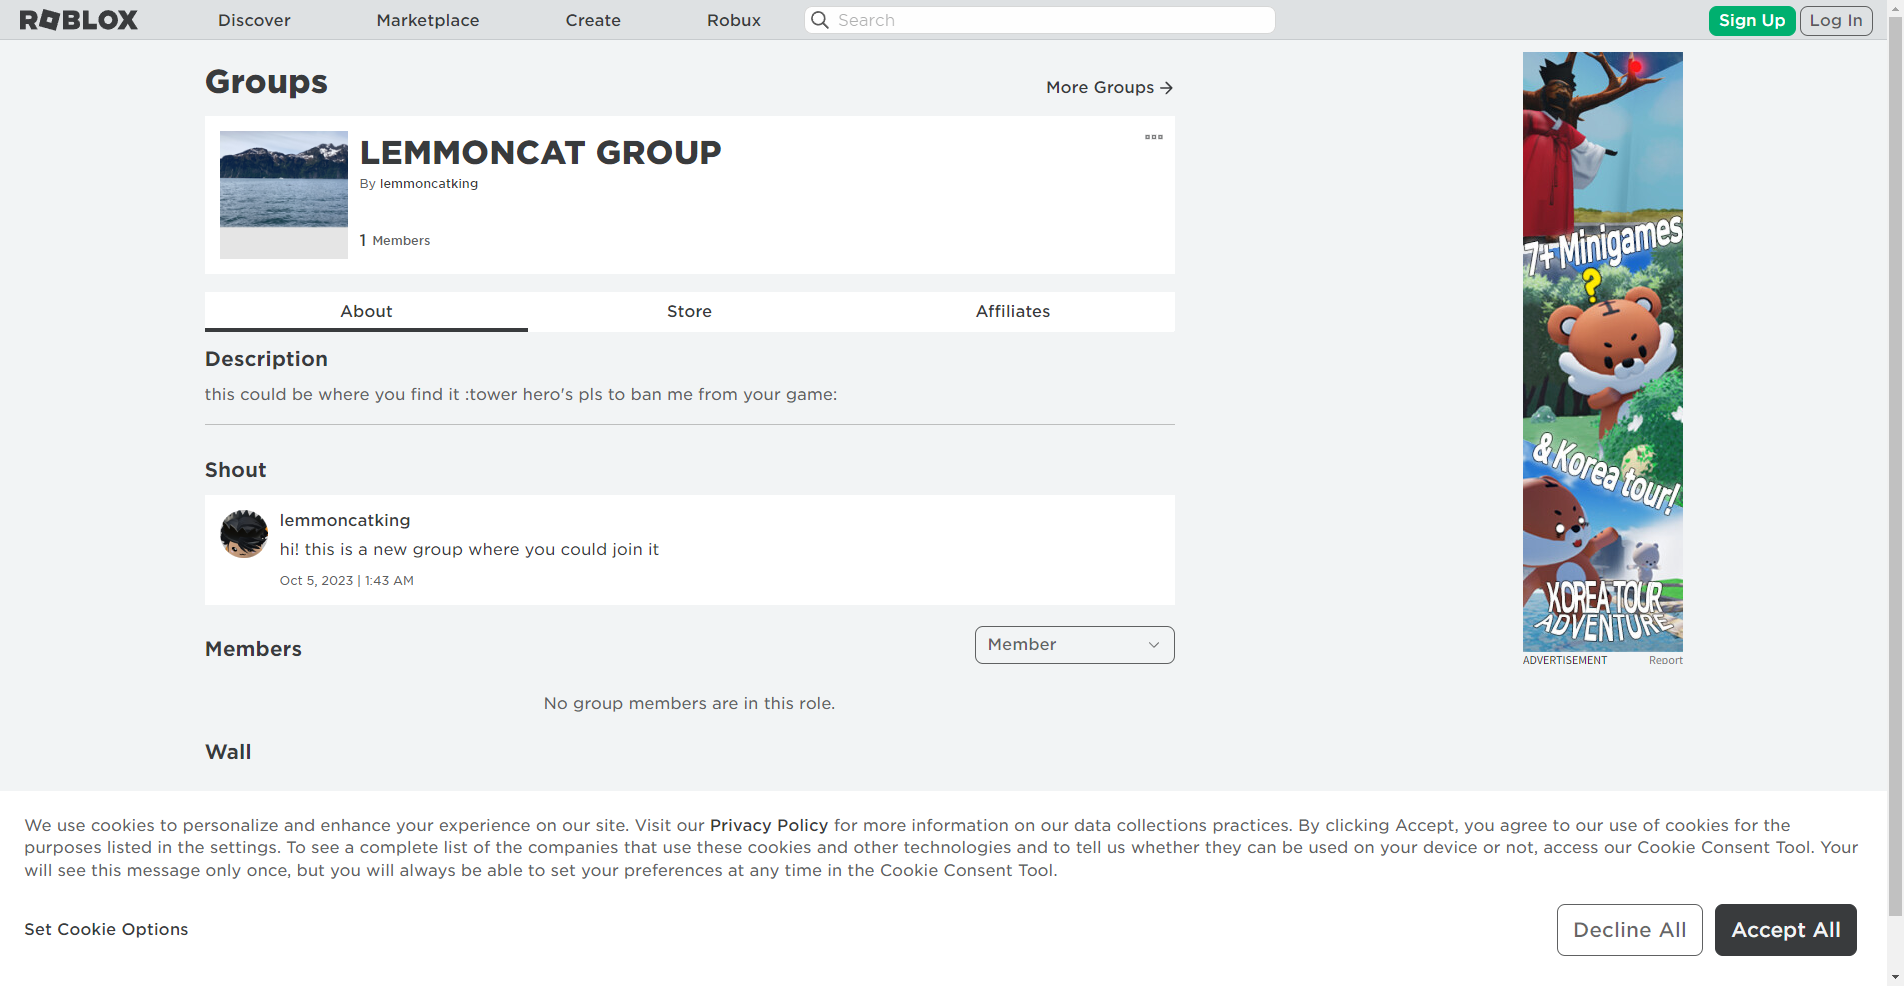 ROBLOX
Discover
Marketplace
Create
Robux
Search
Sign Up
Log In
Groups
More Groups →
LEMMONCAT GROUP
By lemmoncatking
1 Members
About
Store
Affiliates
Description
this could be where you find it :tower hero's pls to ban me from your game:
Shout
lemmoncatking
hi! this is a new group where you could join it
Oct 5, 2023 | 1:43 AM
Members
Member
No group members are in this role.
Wall
7+ Minigames
?
& Korea tour!
KOREA TOUR
ADVENTURE
ADVERTISEMENT
Report
We use cookies to personalize and enhance your experience on our site. Visit our Privacy Policy for more information on our data collections practices. By clicking Accept, you agree to our use of cookies for the
purposes listed in the settings. To see a complete list of the companies that use these cookies and other technologies and to tell us whether they can be used on your device or not, access our Cookie Consent Tool. Your
will see this message only once, but you will always be able to set your preferences at any time in the Cookie Consent Tool.
Set Cookie Options
Decline All
Accept All